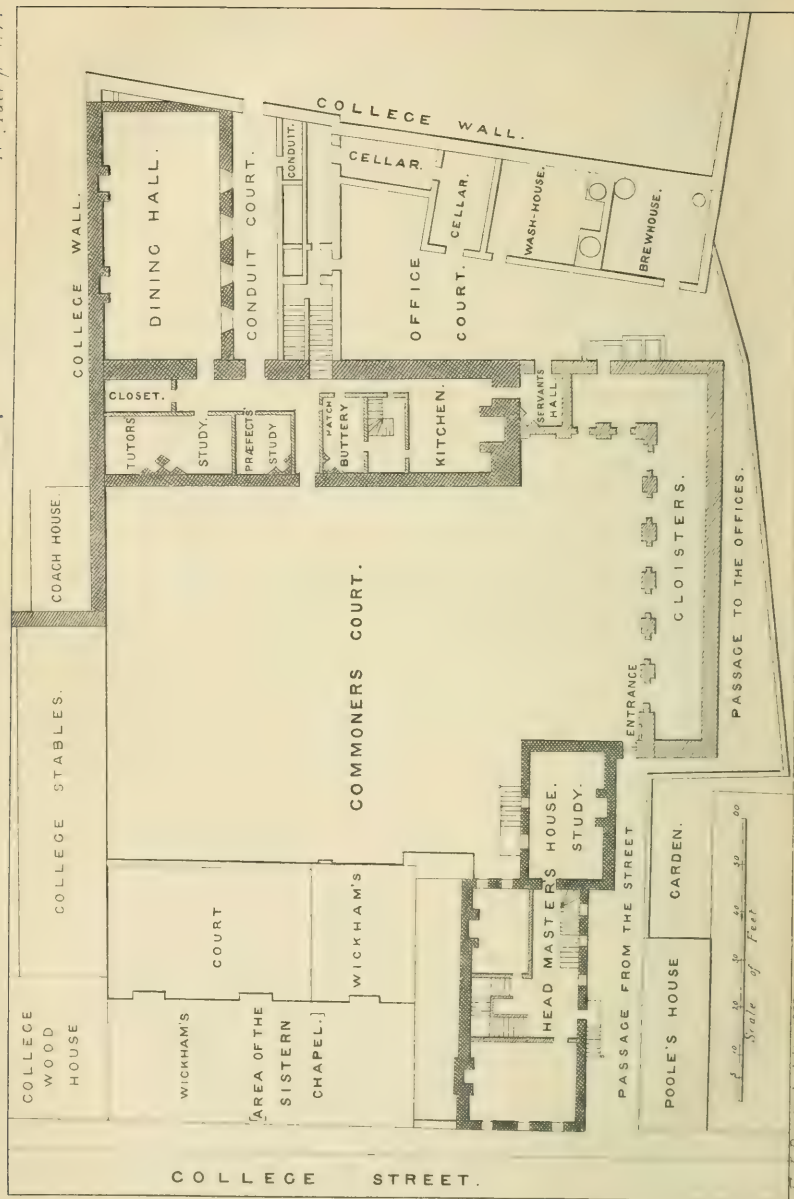 COLLEGE WALL.
COLLEGE WALL.
DINING HALL.
CONDUIT COURT.
CONDUIT.
CELLAR.
CELLAR.
OFFICE
COURT.
WASH-HOUSE.
BREWHOUSE.
CLOSET.
TUTORS
STUDY.
PRÆFECTS
STUDY
HATCH
BUTTERY
KITCHEN.
SERVANTS
HALL.
COACH HOUSE
COLLEGE STABLES.
COMMONERS COURT.
ENTRANCE
CLOISTERS.
PASSAGE TO THE OFFICES.
COLLEGE
WOOD
HOUSE
COURT
WICKHAM'S
WICKHAM'S
[AREA OF THE
SISTERN
CHAPEL.]
HEAD MASTERS HOUSE.
STUDY.
PASSAGE FROM THE STREET
GARDEN.
POOLE'S HOUSE
10 20 30 40 50
Scale of Feet
COLLEGE STREET.